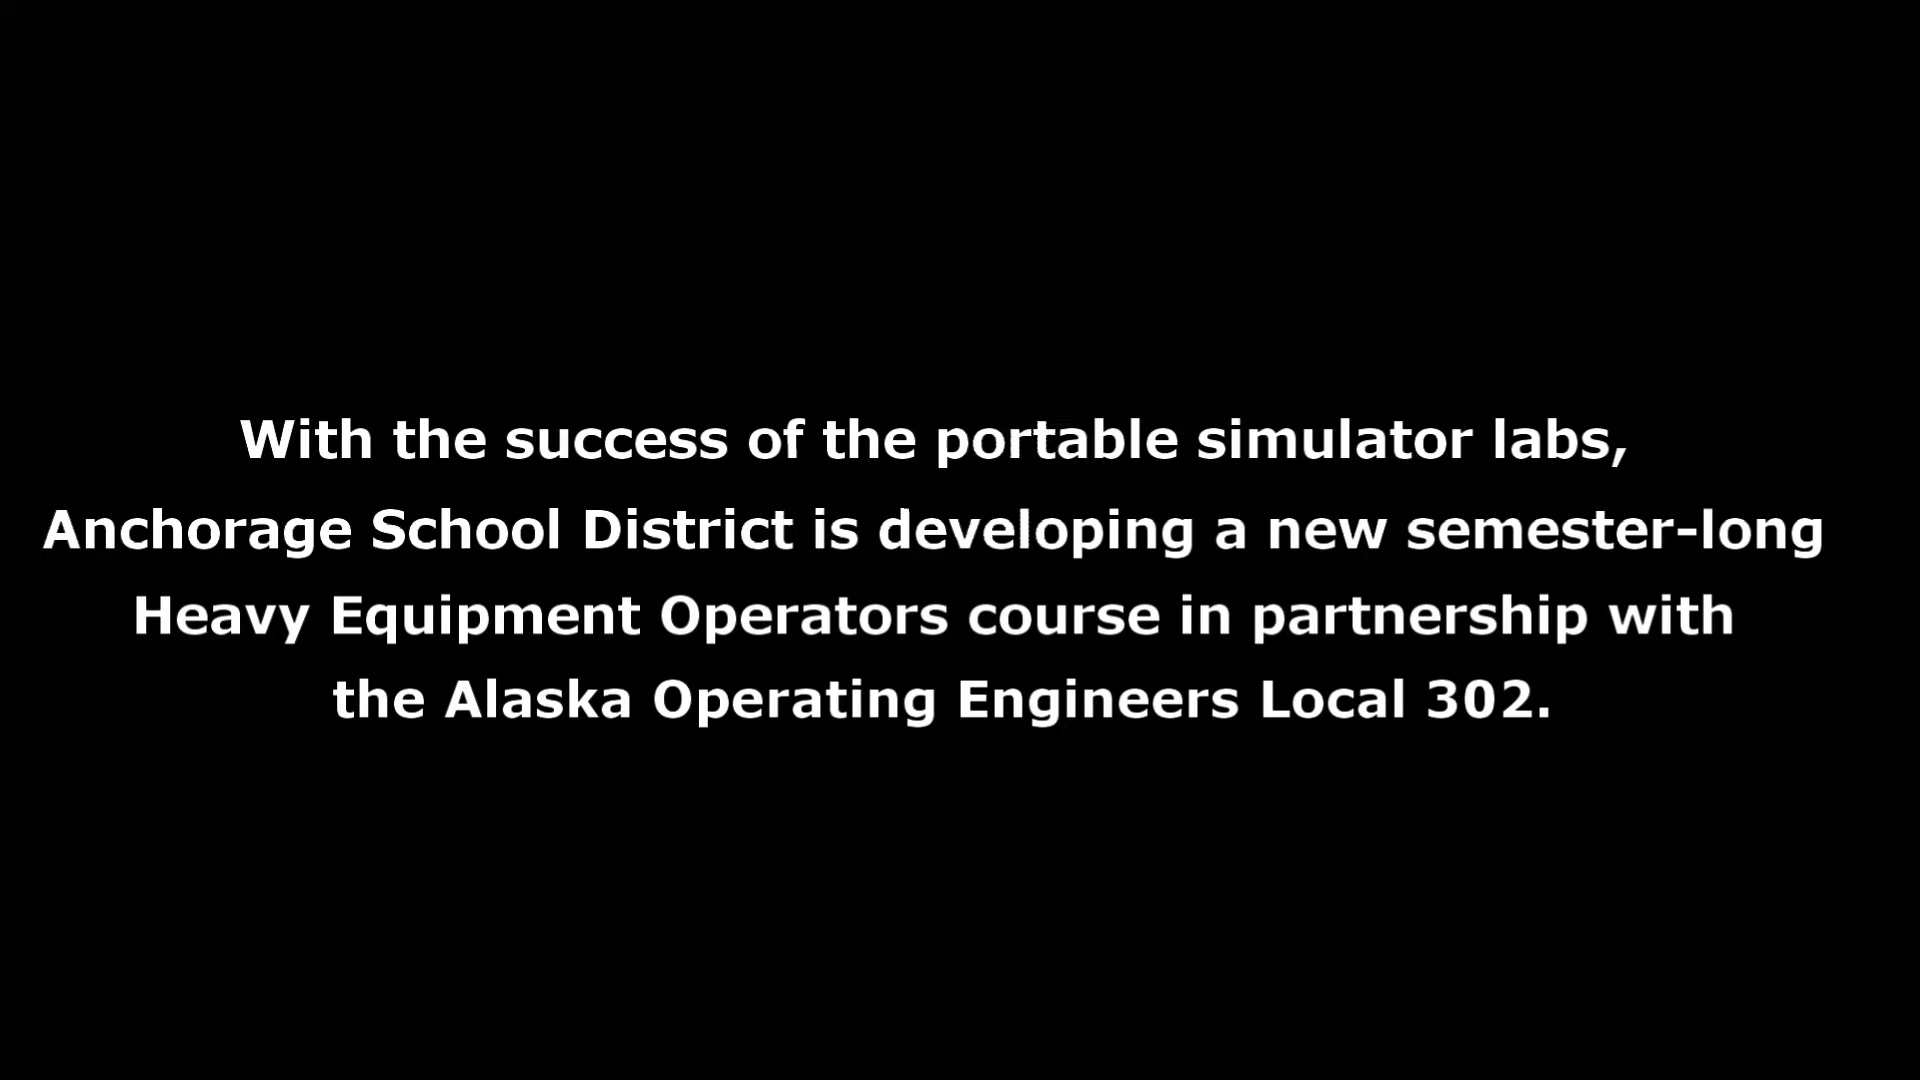 With the success of the portable simulator labs,
Anchorage School District is developing a new semester-long
Heavy Equipment Operators course in partnership with
the Alaska Operating Engineers Local 302.